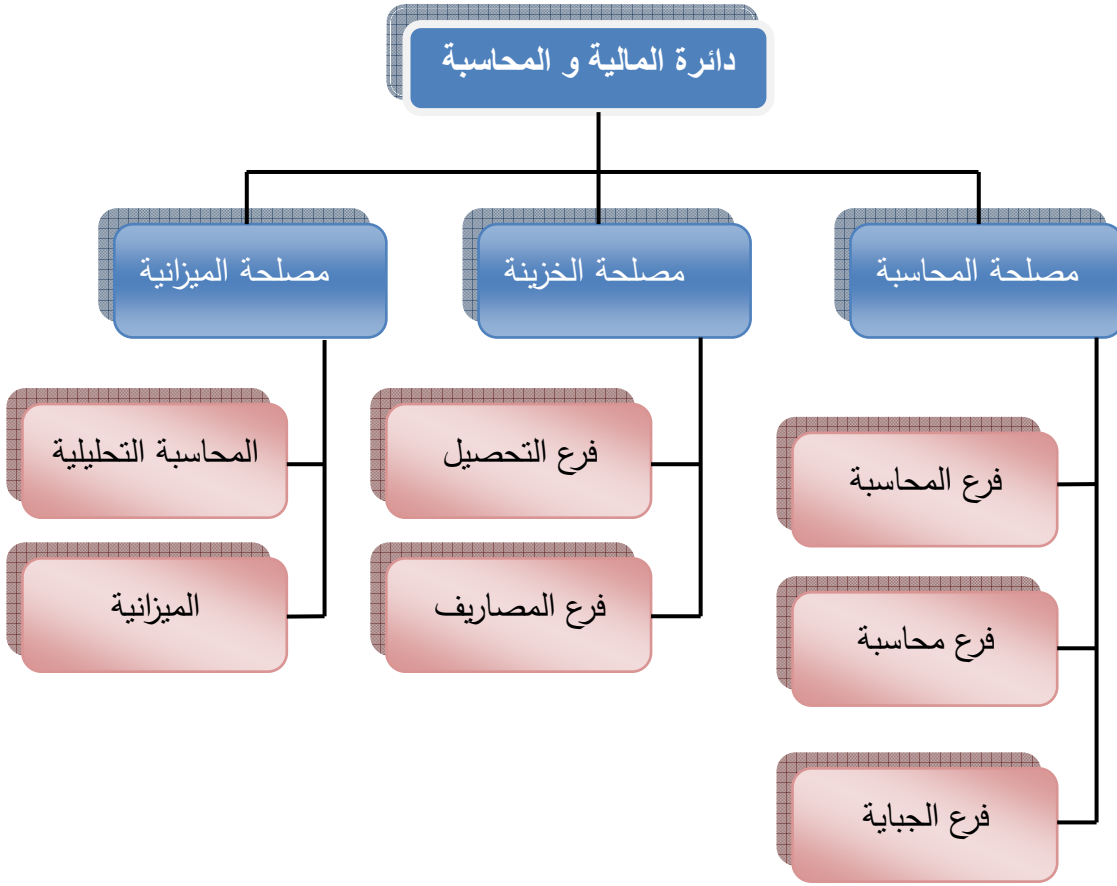 دائرة المالية و المحاسبة
مصلحة المحاسبة
مصلحة الخزينة
مصلحة الميزانية
فرع المحاسبة
فرع محاسبة
فرع الجباية
فرع التحصيل
فرع المصاريف
المحاسبة التحليلية
الميزانية